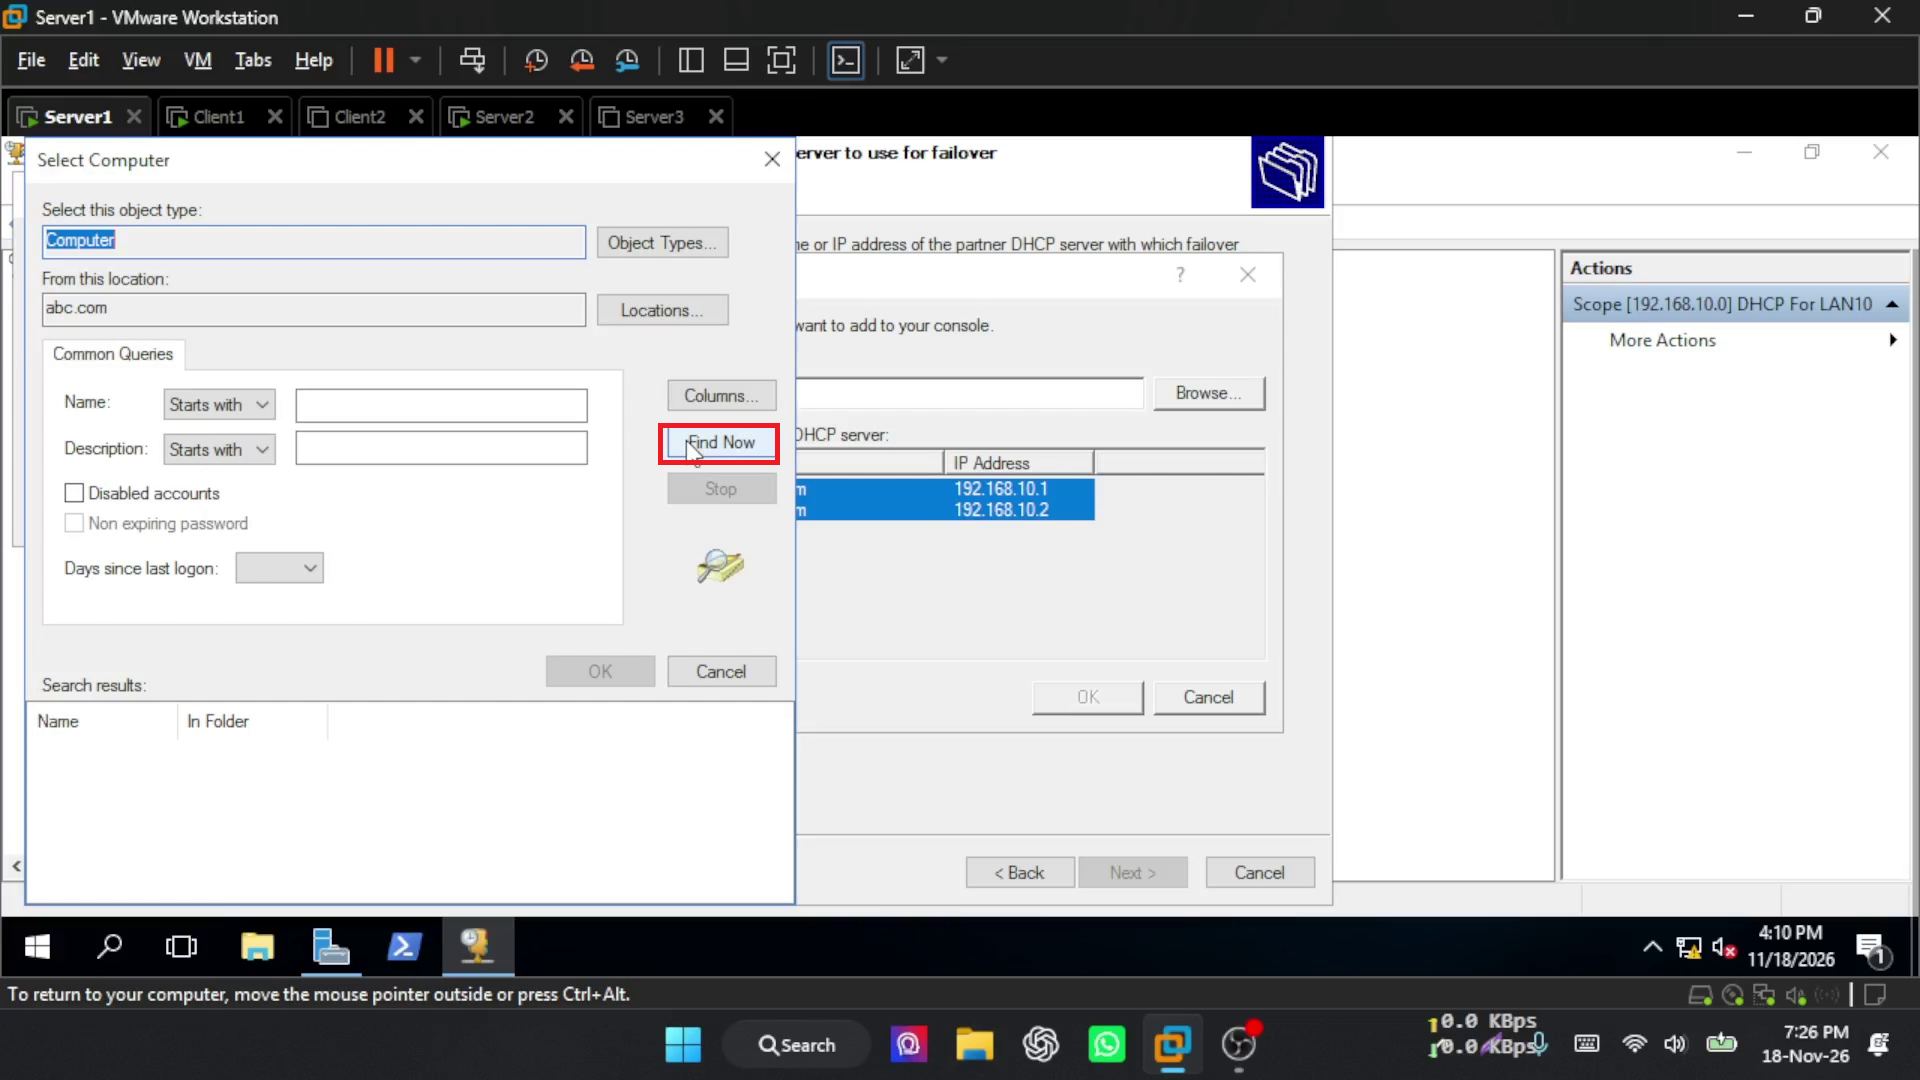 Server1 - VMware Workstation
File Edit View VM Tabs Help
Server1 Client1 Client2 Server2 Server3
Select Computer
Select this object type:
Computer
Object Types...
From this location:
abc.com
Locations...
Common Queries
Name: Starts with
Description: Starts with
Disabled accounts
Non expiring password
Days since last logon:
Columns...
Find Now
Stop
OK Cancel
Search results:
Name In Folder
erver to use for failover
e or IP address of the partner DHCP server with which failover
?
want to add to your console.
Browse...
DHCP server:
IP Address
m 192.168.10.1
m 192.168.10.2
OK Cancel
< Back Next > Cancel
Actions
Scope [192.168.10.0] DHCP For LAN10
More Actions
4:10 PM
11/18/2026
1
To return to your computer, move the mouse pointer outside or press Ctrl+Alt.
Search
0.0 KBps
0.0 KBps
7:26 PM
18-Nov-26